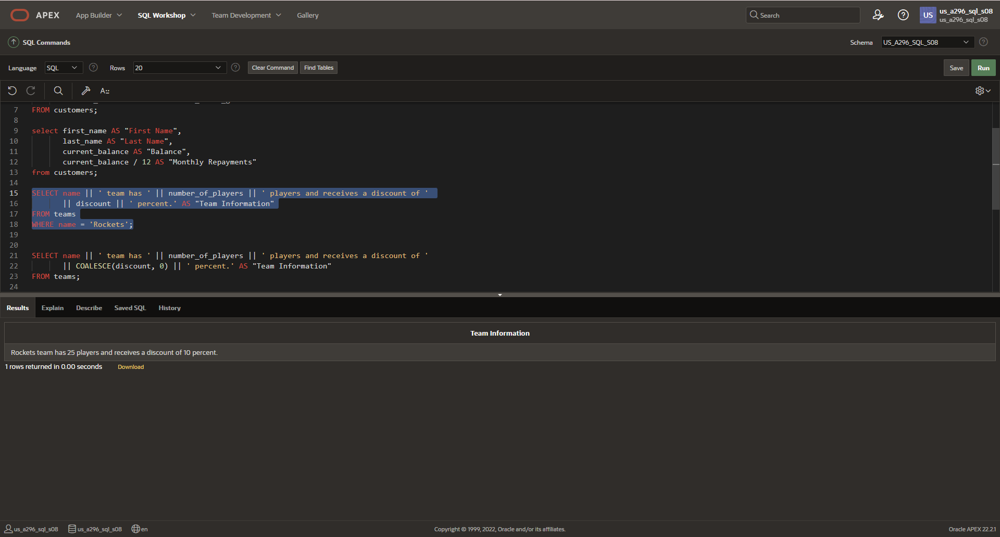 APEX App Builder SQL Workshop Team Development Gallery Search US us_a296_sql_s08
us_a296_sql_s08
SQL Commands Schema US_A296_SQL_S08
Language SQL Rows 20 Clear Command Find Tables Save Run
A::
7 FROM customers;
8
9 select first_name AS "First Name",
10 last_name AS "Last Name",
11 current_balance AS "Balance",
12 current_balance / 12 AS "Monthly Repayments"
13 from customers;
14
15 SELECT name || ' team has ' || number_of_players || ' players and receives a discount of '
16 || discount || ' percent.' AS "Team Information"
17 FROM teams
18 WHERE name = 'Rockets';
19
20
21 SELECT name || ' team has ' || number_of_players || ' players and receives a discount of '
22 || COALESCE(discount, 0) || ' percent.' AS "Team Information"
23 FROM teams;
24
Results Explain Describe Saved SQL History
Team Information
Rockets team has 25 players and receives a discount of 10 percent.
1 rows returned in 0.00 seconds Download
us_a296_sql_s08 us_a296_sql_s08 en Copyright © 1999, 2022, Oracle and/or its affiliates. Oracle APEX 22.2.1